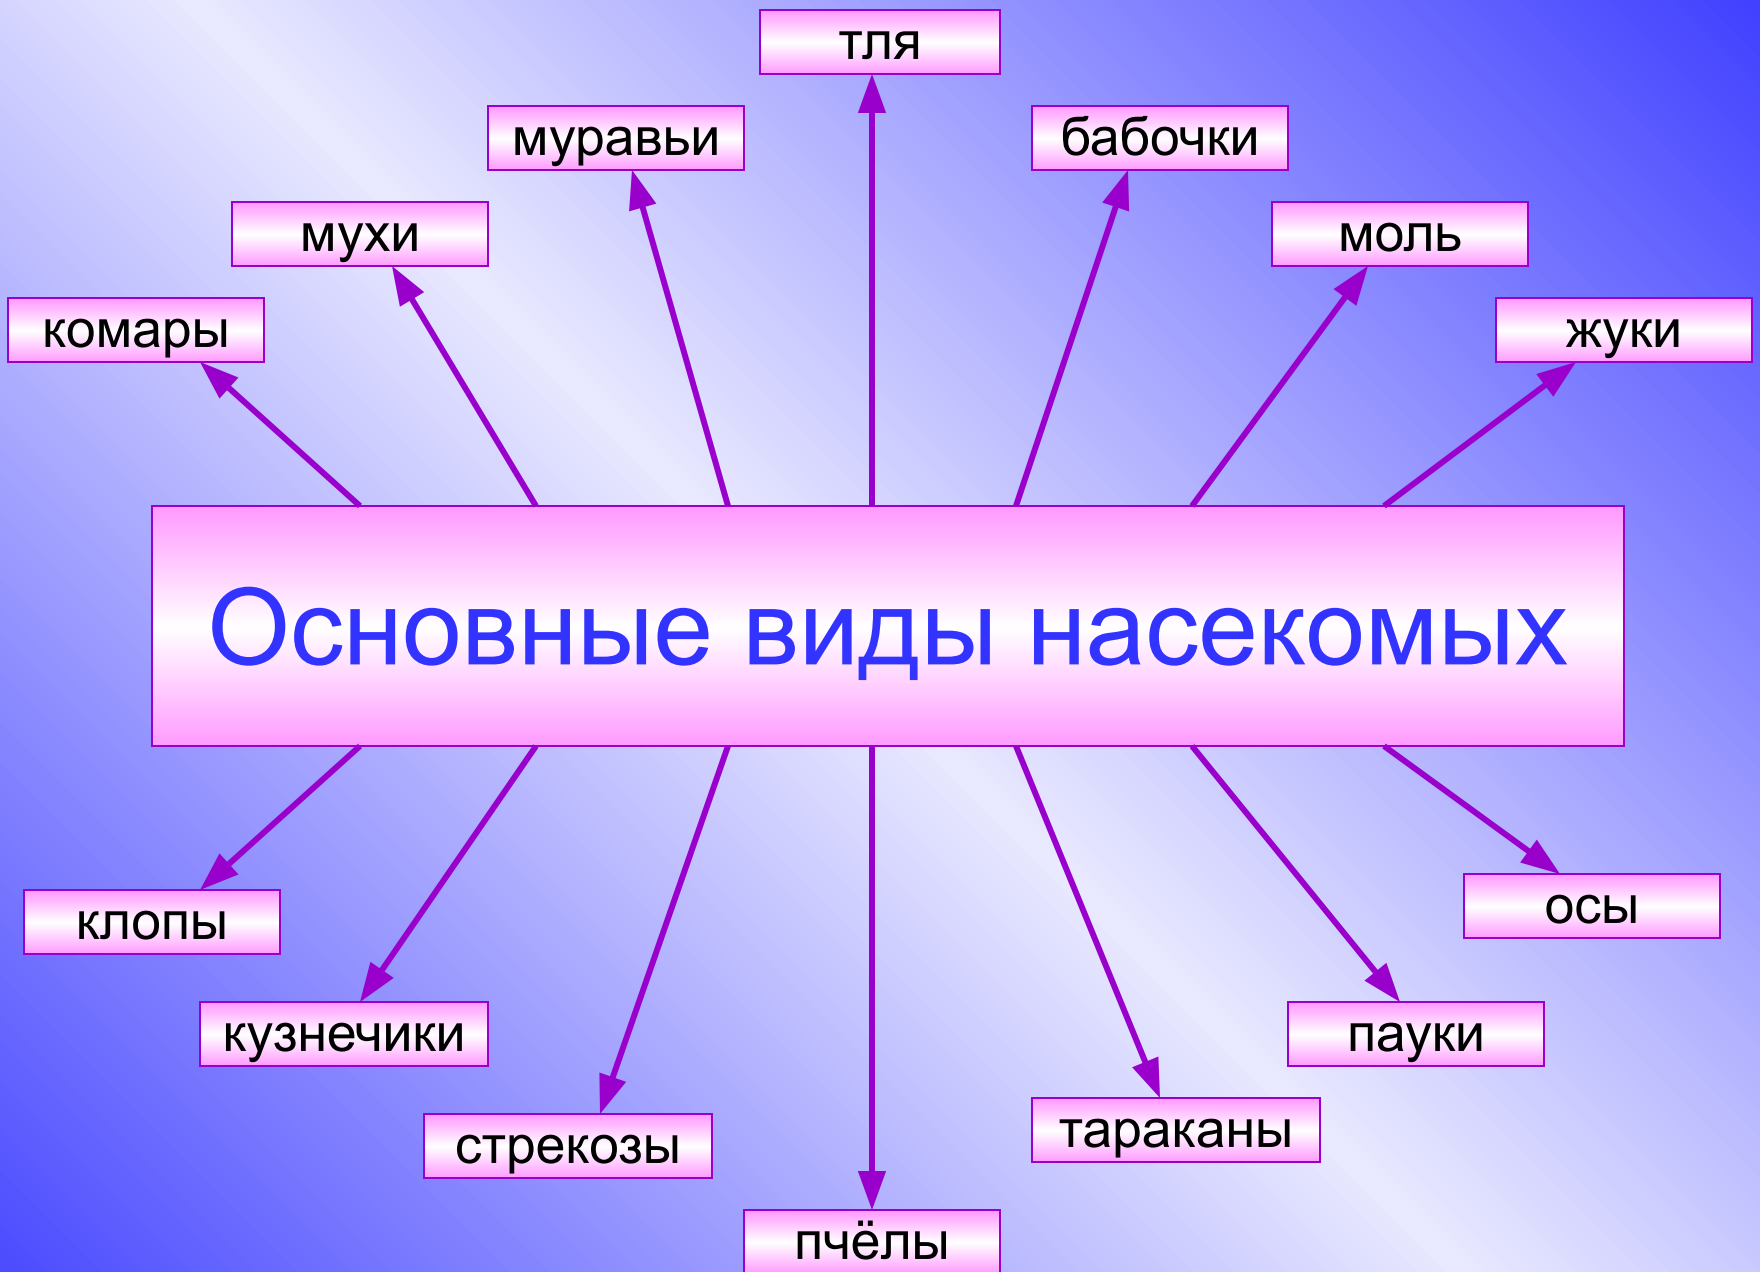 тля
муравьи
бабочки
мухи
моль
комары
жуки
Основные виды насекомых
клопы
осы
кузнечики
пауки
стрекозы
тараканы
пчёлы